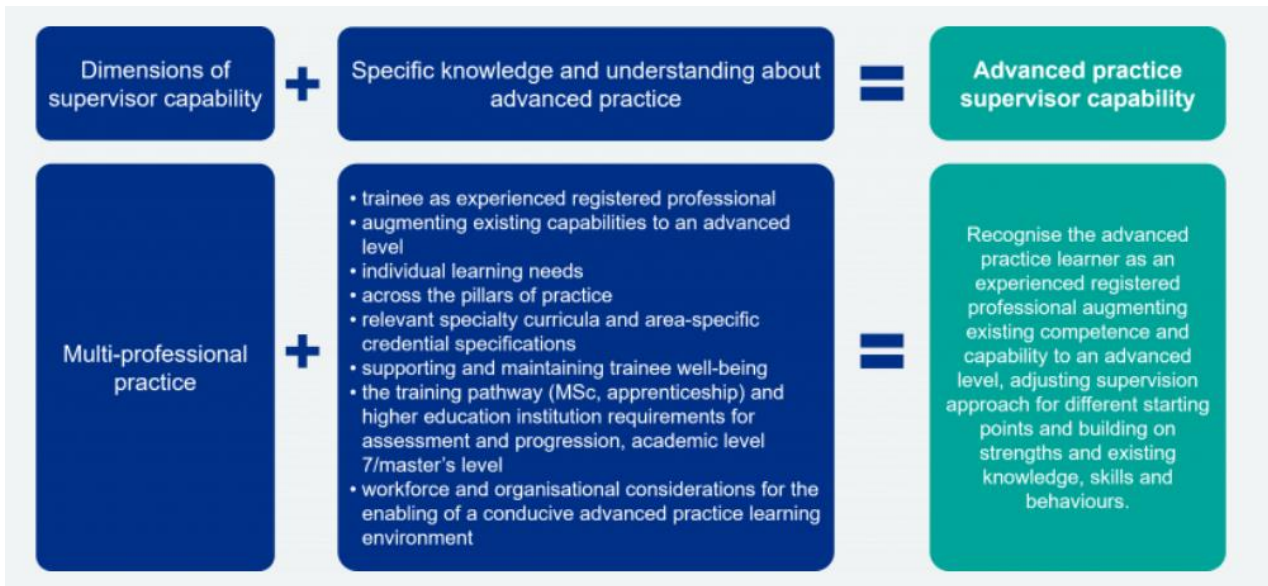 Dimensions of
supervisor capability
+
Specific knowledge and understanding about
advanced practice
=
Advanced practice
supervisor capability
Multi-professional
practice
+
• trainee as experienced registered professional
• augmenting existing capabilities to an advanced
level
• individual learning needs
• across the pillars of practice
• relevant specialty curricula and area-specific
credential specifications
• supporting and maintaining trainee well-being
• the training pathway (MSc, apprenticeship) and
higher education institution requirements for
assessment and progression, academic level
7/master's level
• workforce and organisational considerations for the
enabling of a conducive advanced practice learning
environment
=
Recognise the advanced
practice learner as an
experienced registered
professional augmenting
existing competence and
capability to an advanced
level, adjusting supervision
approach for different starting
points and building on
strengths and existing
knowledge, skills and
behaviours.